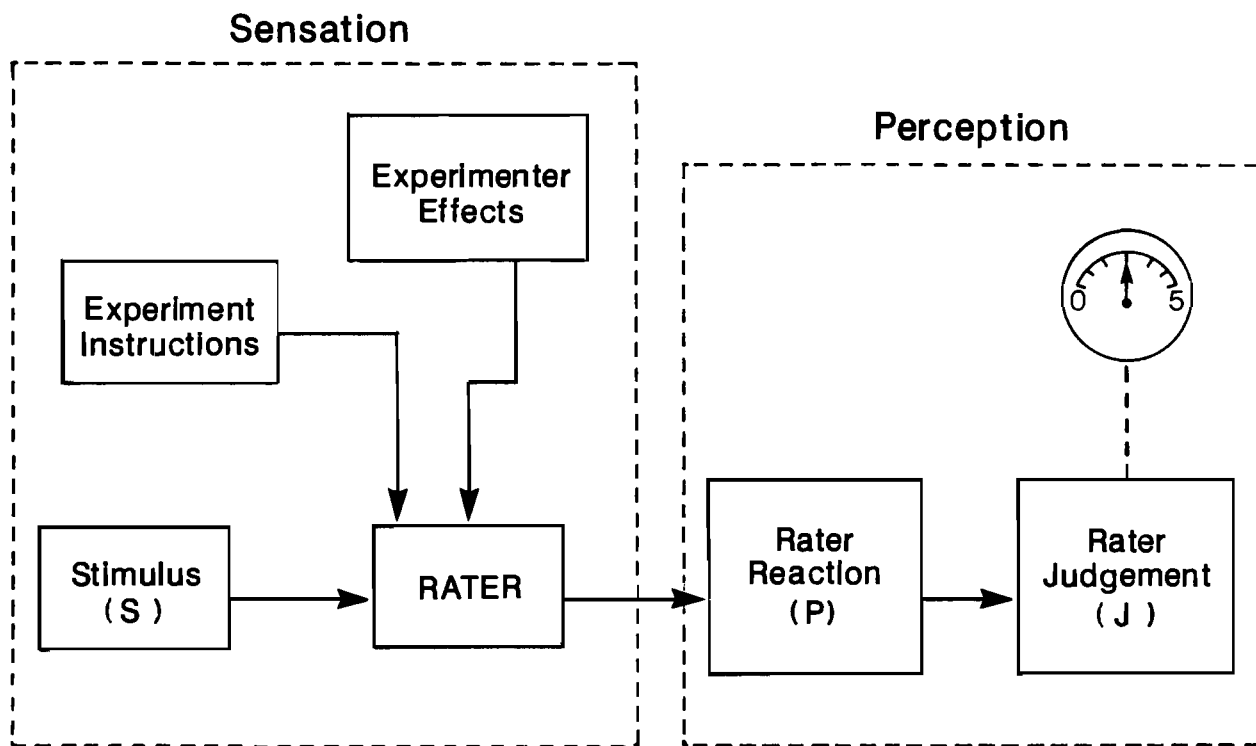 Sensation
Experimenter
Effects
Experiment
Instructions
Stimulus
(S)
RATER
Perception
0 5
Rater
Reaction
(P)
Rater
Judgement
(J)